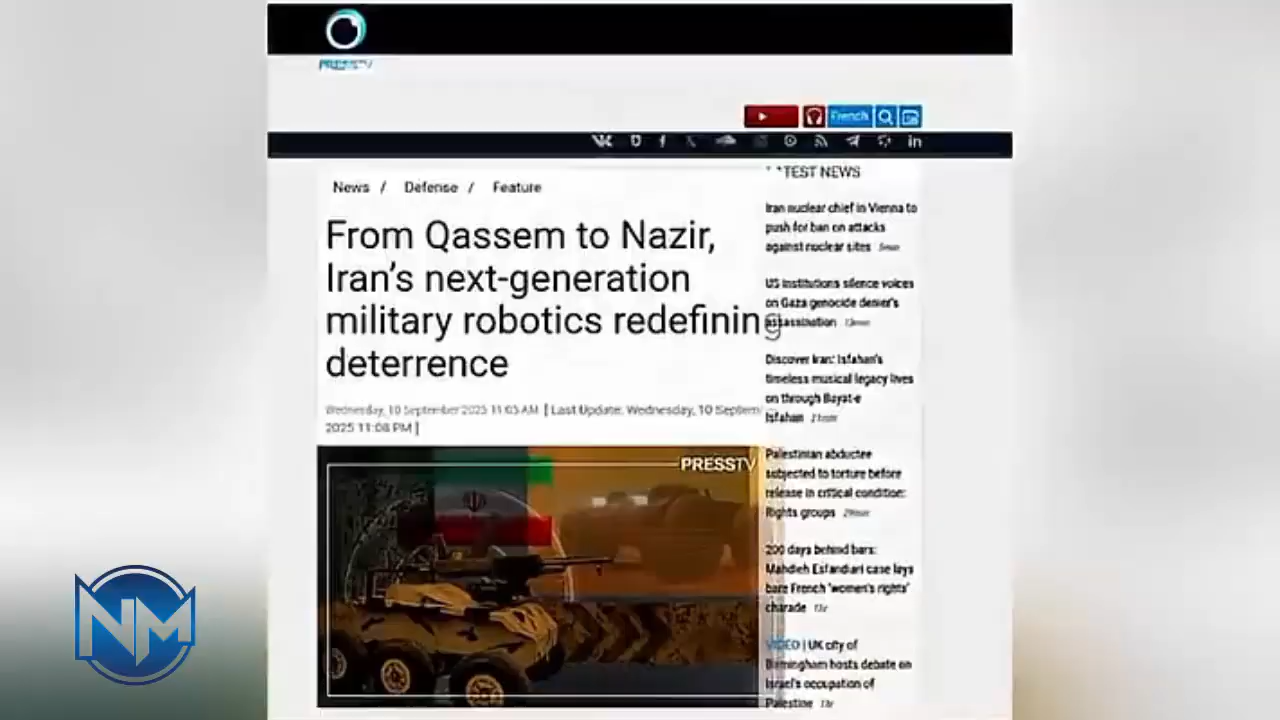 PRESSTV
French
in
News / Defense / Feature
From Qassem to Nazir,
Iran's next-generation
military robotics redefining
deterrence
Wednesday, 10 September 2025 11:05 AM | Last Update: Wednesday, 10 Septem
2025 11:08 PM |
PRESSTV
TEST NEWS
Iran nuclear chief in Vienna to
push for ban on attacks
against nuclear sites
US institutions silence voices
on Gaza genocide denier's
assassination
Discover Iran: Isfahan's
timeless musical legacy lives
on through Bayat-e
Isfahan
Palestinian abductee
subjected to torture before
release in critical condition:
Rights groups
200 days behind bars:
Mahdieh Esfandiari case lays
bare French 'women's rights'
charade
VIDEO | UK city of
Birmingham hosts debate on
Israel's occupation of
Palestine
NM